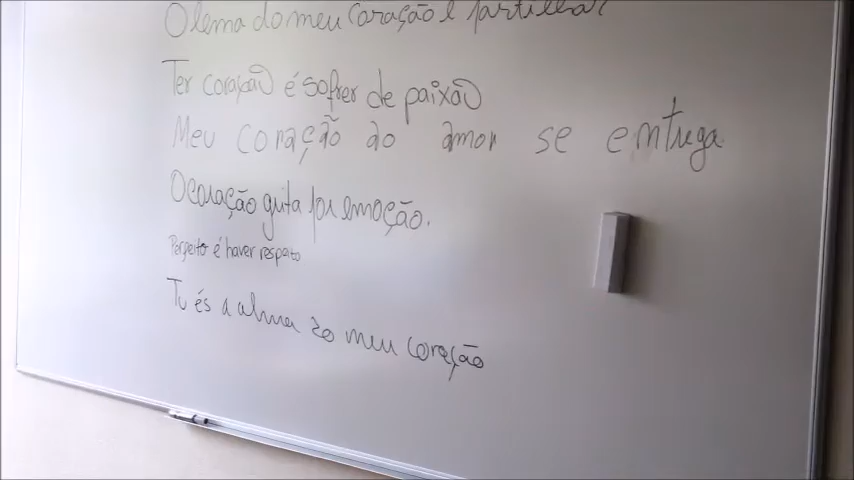 O lema do meu coração é partilhar
Ter coração é sofrer de paixão
Meu coração ao amor se entrega
O coração grita por emoção.
Perfeito é haver respeito
Tu és a alma do meu coração